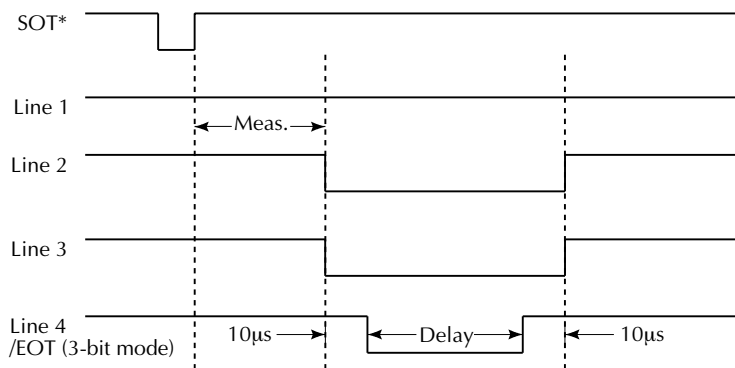 SOT*
Line 1
Meas.
Line 2
Line 3
Line 4
/EOT (3-bit mode)
10µs
Delay
10µs